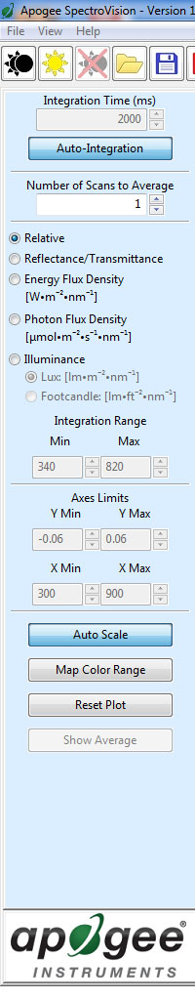 Apogee SpectroVision - Version 1
File View Help
Integration Time (ms)
2000
Auto-Integration
Number of Scans to Average
1
Relative
Reflectance/Transmittance
Energy Flux Density
[W•m⁻²•nm⁻¹]
Photon Flux Density
[µmol•m⁻²•s⁻¹•nm⁻¹]
Illuminance
Lux: [lm•m⁻²•nm⁻¹]
Footcandle: [lm•ft⁻²•nm⁻¹]
Integration Range
Min Max
340 820
Axes Limits
Y Min Y Max
-0.06 0.06
X Min X Max
300 900
Auto Scale
Map Color Range
Reset Plot
Show Average
apogee®
INSTRUMENTS